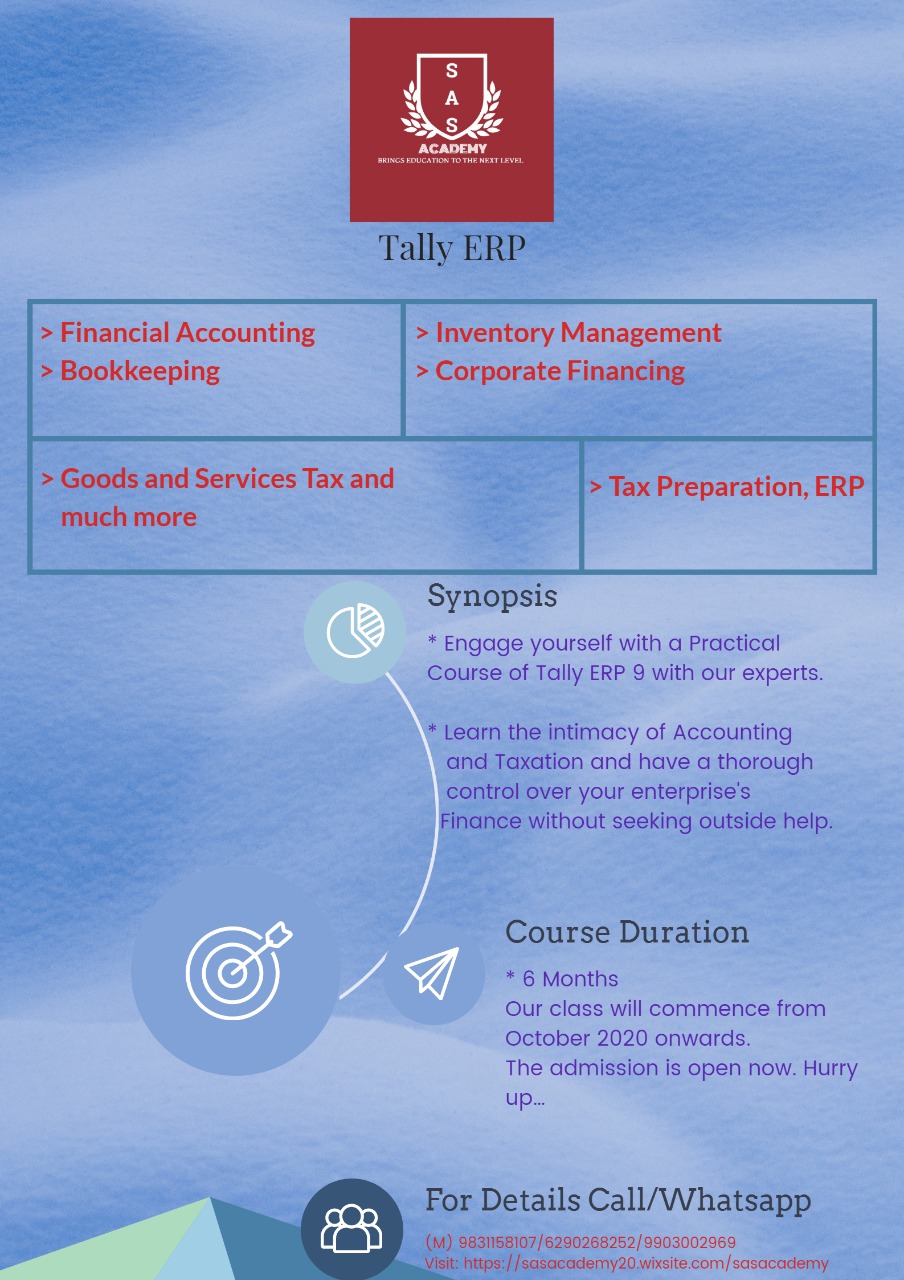 S
A
S
ACADEMY
BRINGS EDUCATION TO THE NEXT LEVEL
Tally ERP
> Financial Accounting
> Bookkeeping
> Inventory Management
> Corporate Financing
> Goods and Services Tax and
much more
> Tax Preparation, ERP
Synopsis
* Engage yourself with a Practical
Course of Tally ERP 9 with our experts.
* Learn the intimacy of Accounting
and Taxation and have a thorough
control over your enterprise's
Finance without seeking outside help.
Course Duration
* 6 Months
Our class will commence from
October 2020 onwards.
The admission is open now. Hurry
up...
For Details Call/Whatsapp
(M) 9831158107/6290268252/9903002969
Visit: https://sasacademy20.wixsite.com/sasacademy